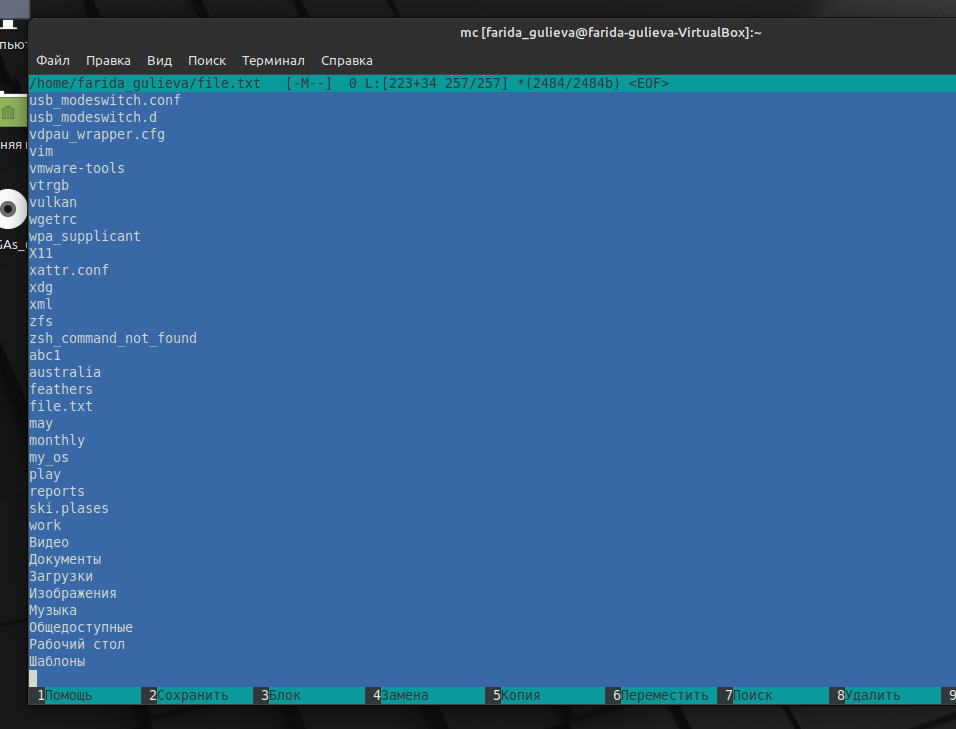 mc [farida_gulieva@farida-gulieva-VirtualBox]:~
Файл Правка Вид Поиск Терминал Справка
/home/farida_gulieva/file.txt [-M--] 0 L:[223+34 257/257] *(2484/2484b) <EOF>
usb_modeswitch.conf
usb_modeswitch.d
vdpau_wrapper.cfg
vim
vmware-tools
vtrgb
vulkan
wgetrc
wpa_supplicant
X11
xattr.conf
xdg
xml
zfs
zsh_command_not_found
abc1
australia
feathers
file.txt
may
monthly
my_os
play
reports
ski.plases
work
Видео
Документы
Загрузки
Изображения
Музыка
Общедоступные
Рабочий стол
Шаблоны
1Помощь 2Сохранить 3Блок 4Замена 5Копия 6Переместить 7Поиск 8Удалить 9